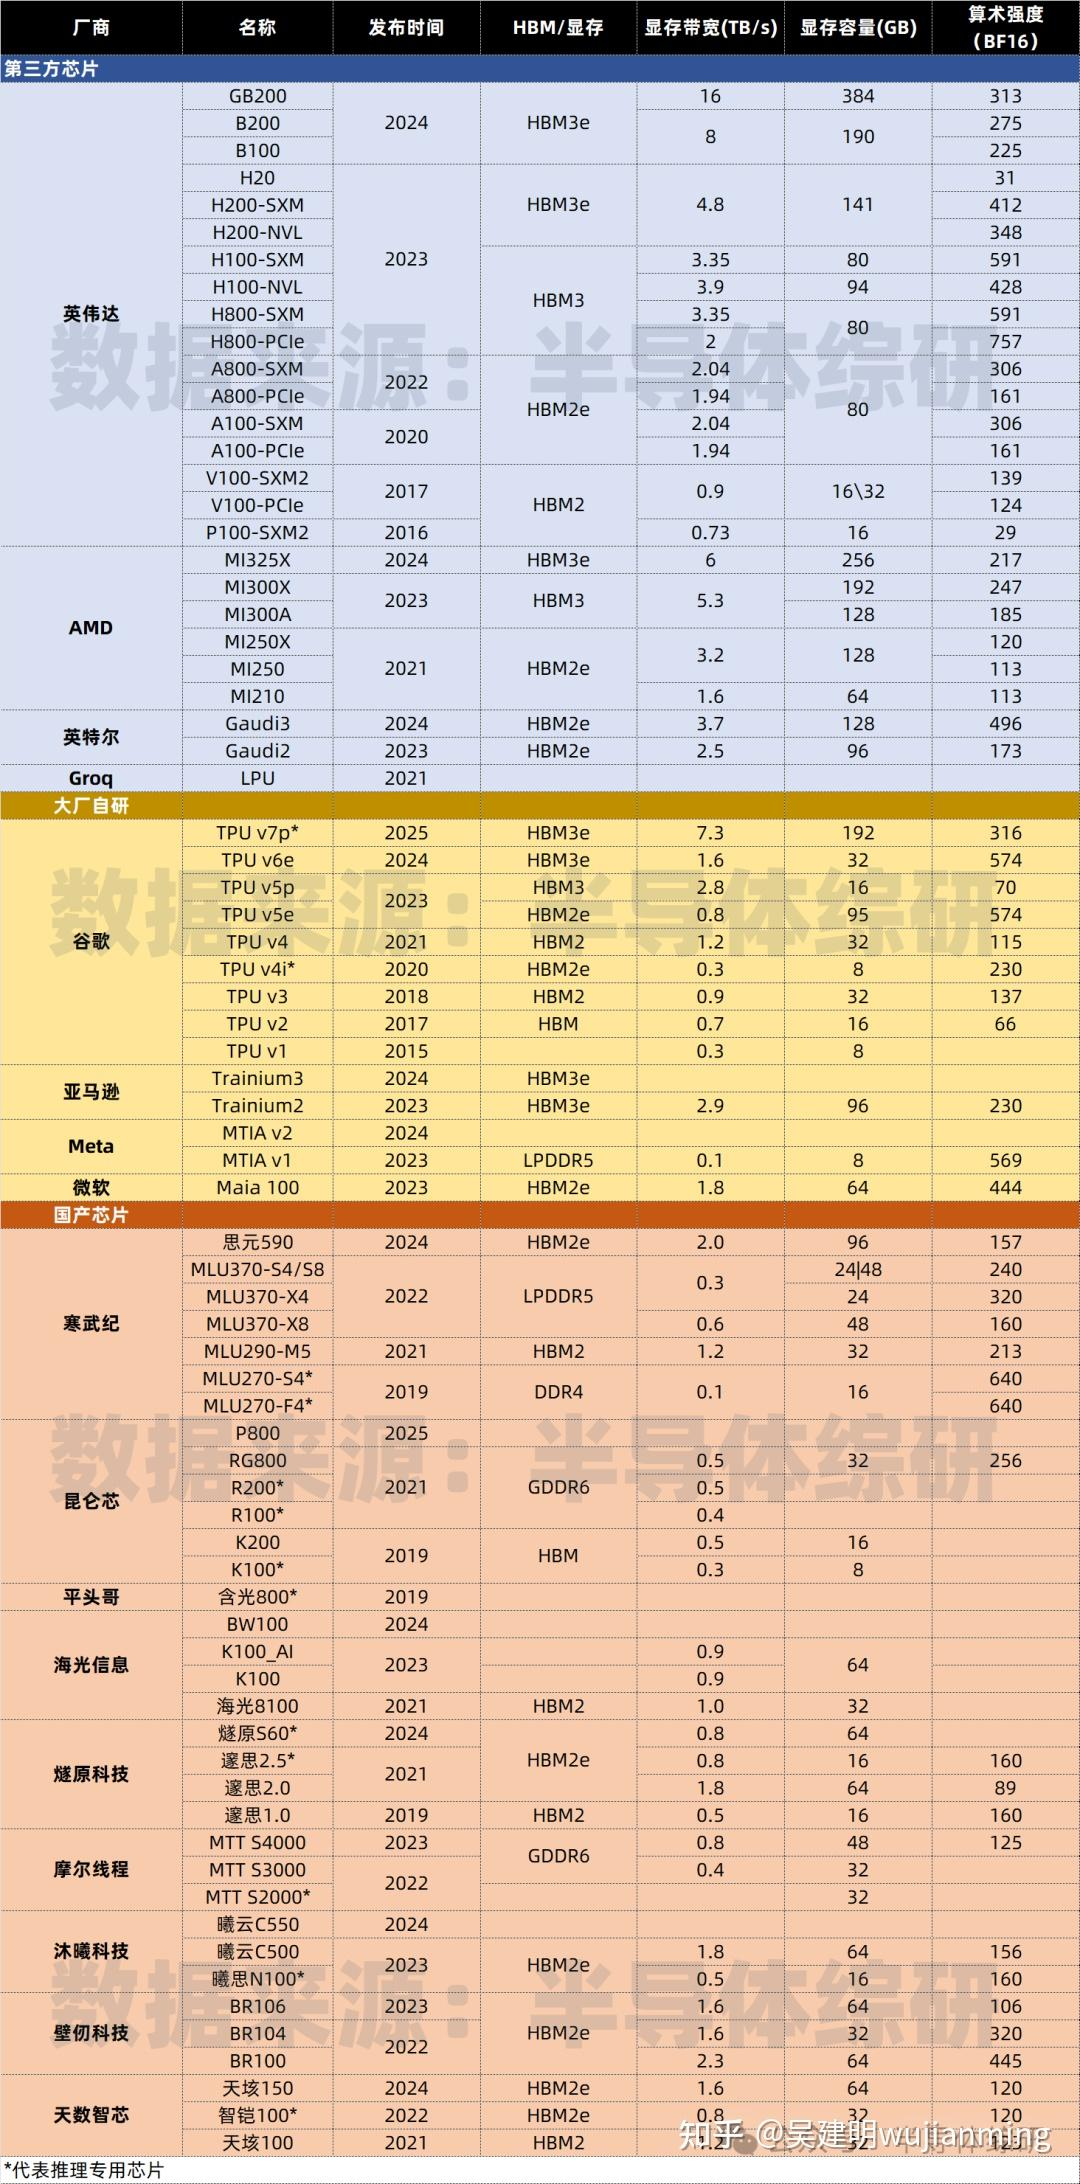 厂商 名称 发布时间 HBM/显存 显存带宽(TB/s) 显存容量(GB) 算术强度
（BF16）
第三方芯片
GB200 16 384 313
B200 2024 HBM3e 8 190 275
B100 225
H20 31
H200-SXM HBM3e 4.8 141 412
H200-NVL 348
H100-SXM 2023 3.35 80 591
H100-NVL HBM3 3.9 94 428
英伟达 H800-SXM 3.35 80 591
H800-PCIe 2 757
A800-SXM 2022 2.04 306
A800-PCIe HBM2e 1.94 80 161
A100-SXM 2020 2.04 306
A100-PCIe 1.94 161
V100-SXM2 2017 0.9 16\32 139
V100-PCIe HBM2 124
P100-SXM2 2016 0.73 16 29
MI325X 2024 HBM3e 6 256 217
MI300X 2023 HBM3 5.3 192 247
AMD MI300A 128 185
MI250X 3.2 128 120
MI250 2021 HBM2e 113
MI210 1.6 64 113
英特尔 Gaudi3 2024 HBM2e 3.7 128 496
Gaudi2 2023 HBM2e 2.5 96 173
Groq LPU 2021
大厂自研
TPU v7p* 2025 HBM3e 7.3 192 316
TPU v6e 2024 HBM3e 1.6 32 574
TPU v5p 2023 HBM3 2.8 16 70
TPU v5e HBM2e 0.8 95 574
谷歌 TPU v4 2021 HBM2 1.2 32 115
TPU v4i* 2020 HBM2e 0.3 8 230
TPU v3 2018 HBM2 0.9 32 137
TPU v2 2017 HBM 0.7 16 66
TPU v1 2015 0.3 8
亚马逊 Trainium3 2024 HBM3e
Trainium2 2023 HBM3e 2.9 96 230
Meta MTIA v2 2024
MTIA v1 2023 LPDDR5 0.1 8 569
微软 Maia 100 2023 HBM2e 1.8 64 444
国产芯片
思元590 2024 HBM2e 2.0 96 157
MLU370-S4/S8 0.3 24|48 240
MLU370-X4 2022 LPDDR5 24 320
寒武纪 MLU370-X8 0.6 48 160
MLU290-M5 2021 HBM2 1.2 32 213
MLU270-S4* 2019 DDR4 0.1 16 640
MLU270-F4* 640
P800 2025
RG800 0.5 32 256
昆仑芯 R200* 2021 GDDR6 0.5
R100* 0.4
K200 2019 HBM 0.5 16
K100* 0.3 8
平头哥 含光800* 2019
BW100 2024
海光信息 K100_AI 2023 0.9 64
K100 0.9
海光8100 2021 HBM2 1.0 32
燧原S60* 2024 0.8 64
燧原科技 邃思2.5* 2021 HBM2e 0.8 16 160
邃思2.0 1.8 64 89
邃思1.0 2019 HBM2 0.5 16 160
MTT S4000 2023 GDDR6 0.8 48 125
摩尔线程 MTT S3000 2022 0.4 32
MTT S2000* 32
曦云C550 2024
沐曦科技 曦云C500 2023 HBM2e 1.8 64 156
曦思N100* 0.5 16 160
BR106 2023 1.6 64 106
壁仞科技 BR104 2022 HBM2e 1.6 32 320
BR100 2.3 64 445
天垓150 2024 HBM2e 1.6 64 120
天数智芯 智铠100* 2022 HBM2e 0.8 32 120
天垓100 2021 HBM2 1.2 32
*代表推理专用芯片
数据来源：半导体综研
数据来源：半导体综研
数据来源：半导体综研
数据来源：半导体综研
知乎 @吴建明wujianming